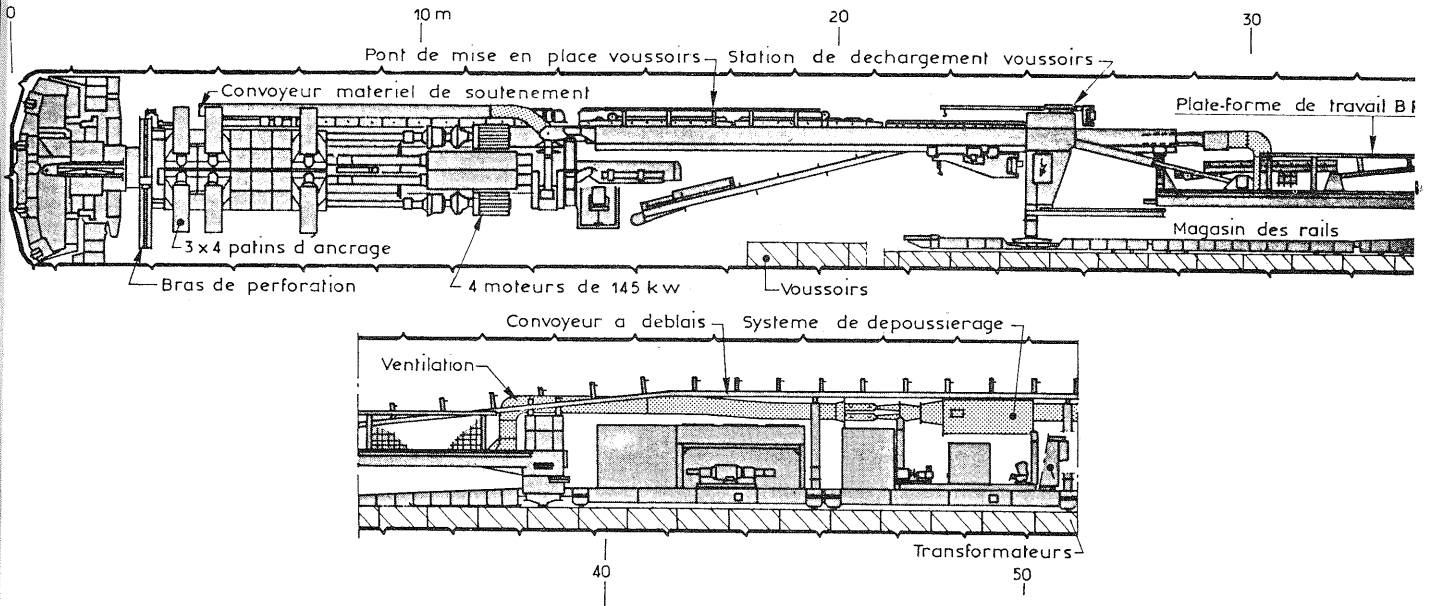 0
10 m
20
30
Pont de mise en place voussoirs
Station de dechargement voussoirs
Convoyeur materiel de soutenement
Plate-forme de travail B
3 x 4 patins d ancrage
Magasin des rails
Bras de perforation
4 moteurs de 145 kw
Voussoirs
Convoyeur a deblais
Systeme de depoussierage
Ventilation
Transformateurs
40
50